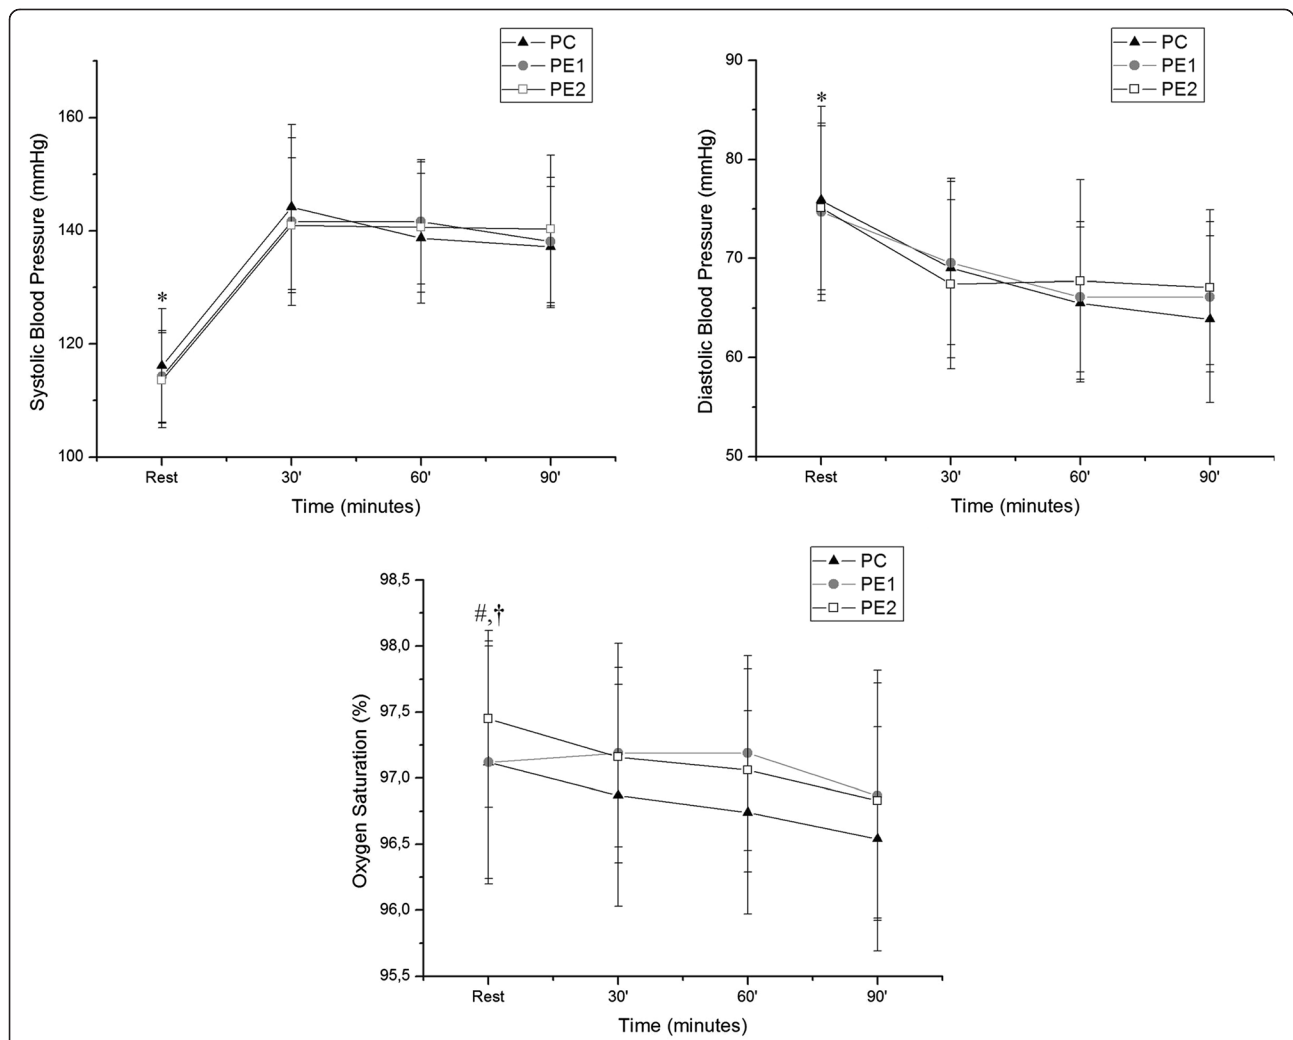 PC
PE1
PE2
160
140
120
100
Systolic Blood Pressure (mmHg)
*
Rest 30' 60' 90'
Time (minutes)
PC
PE1
PE2
90
80
70
60
50
Diastolic Blood Pressure (mmHg)
*
Rest 30' 60' 90'
Time (minutes)
PC
PE1
PE2
98,5
98,0
97,5
97,0
96,5
96,0
95,5
Oxygen Saturation (%)
#,†
Rest 30' 60' 90'
Time (minutes)